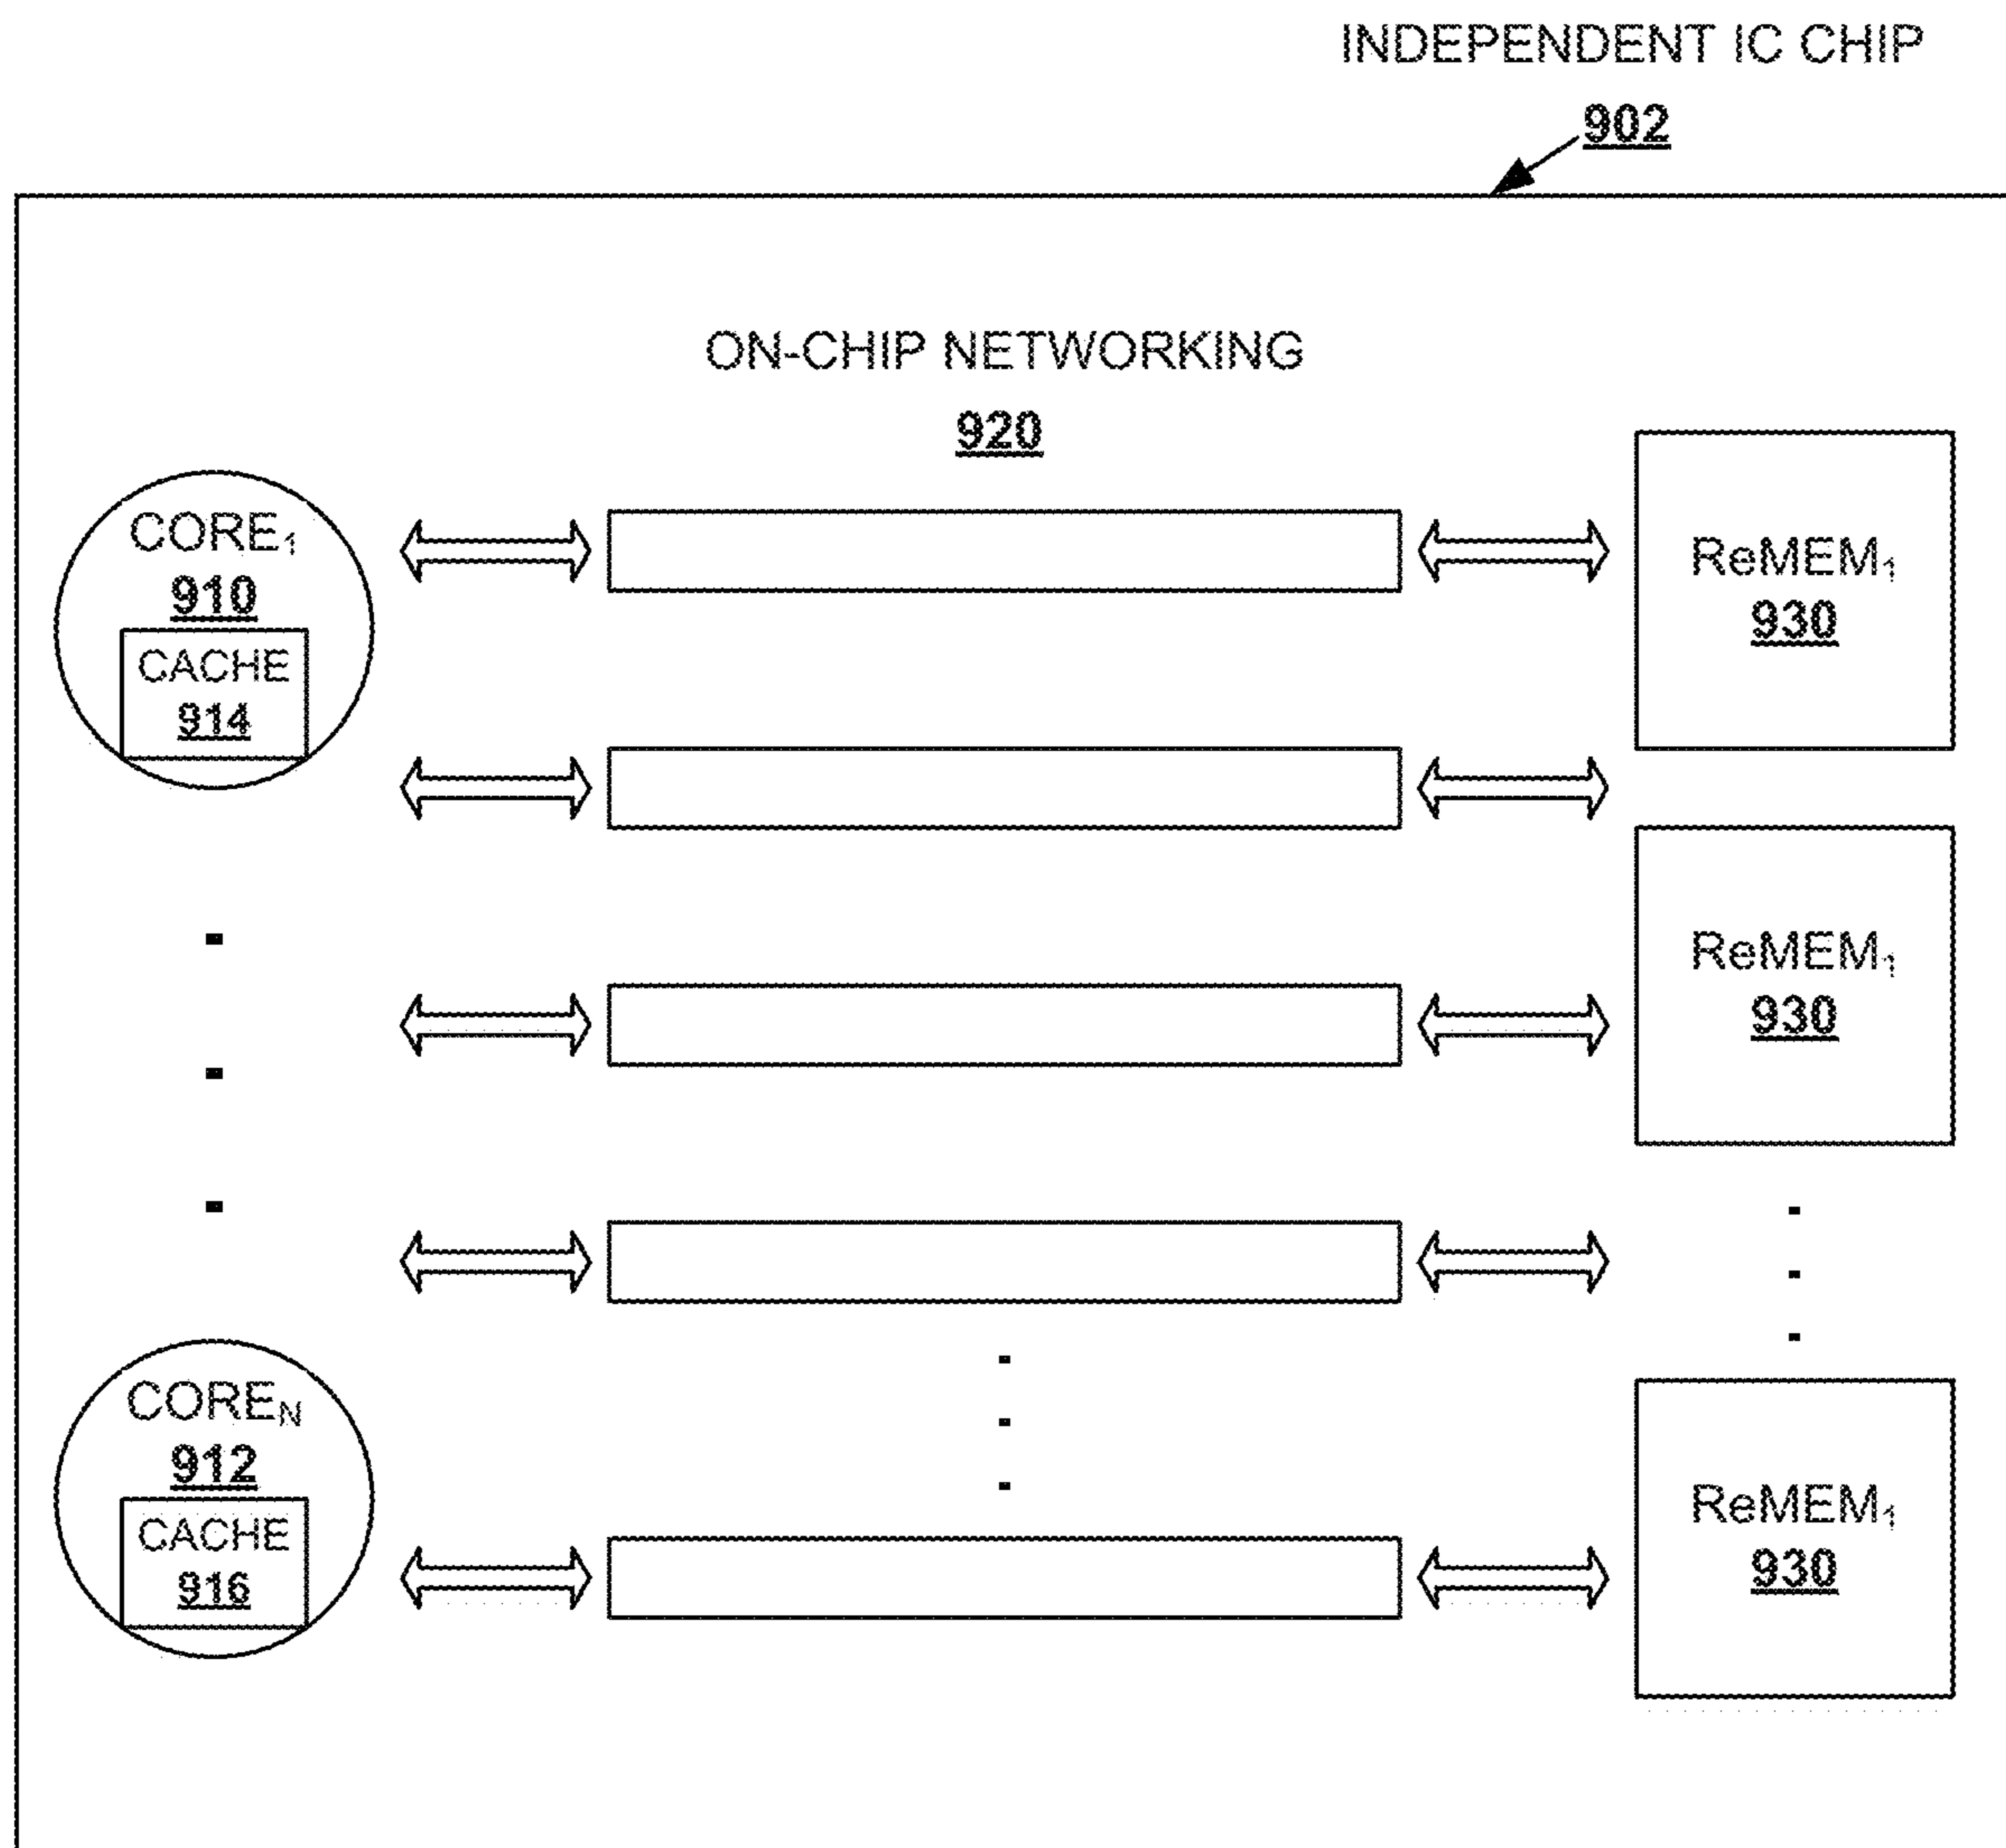 INDEPENDENT IC CHIP
902
ON-CHIP NETWORKING
920
CORE₁
910
CACHE
914
ReMEM₁
930
ReMEM₁
930
CORE_N
912
CACHE
916
ReMEM₁
930